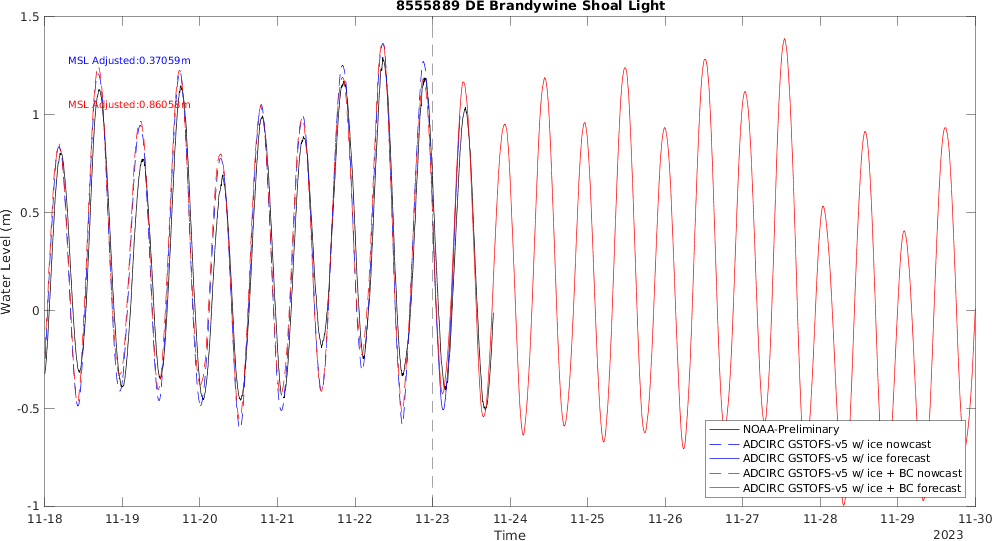 8555889 DE Brandywine Shoal Light
1.5
MSL Adjusted:0.37059m
MSL Adjusted:0.86058m
1
0.5
0
-0.5
-1
Water Level (m)
NOAA-Preliminary
ADCIRC GSTOFS-v5 w/ ice nowcast
ADCIRC GSTOFS-v5 w/ ice forecast
ADCIRC GSTOFS-v5 w/ ice + BC nowcast
ADCIRC GSTOFS-v5 w/ ice + BC forecast
11-18 11-19 11-20 11-21 11-22 11-23 11-24 11-25 11-26 11-27 11-28 11-29 11-30
Time
2023